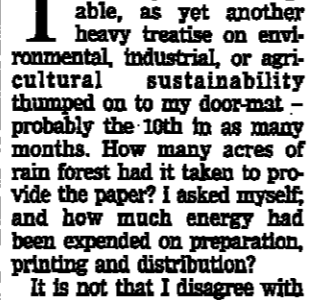 able, as yet another
heavy treatise on envi-
ronmental, industrial, or agri-
cultural sustainability
thumped on to my door-mat –
probably the 10th in as many
months. How many acres of
rain forest had it taken to pro-
vide the paper? I asked myself;
and how much energy had
been expended on preparation,
printing and distribution?
It is not that I disagree with